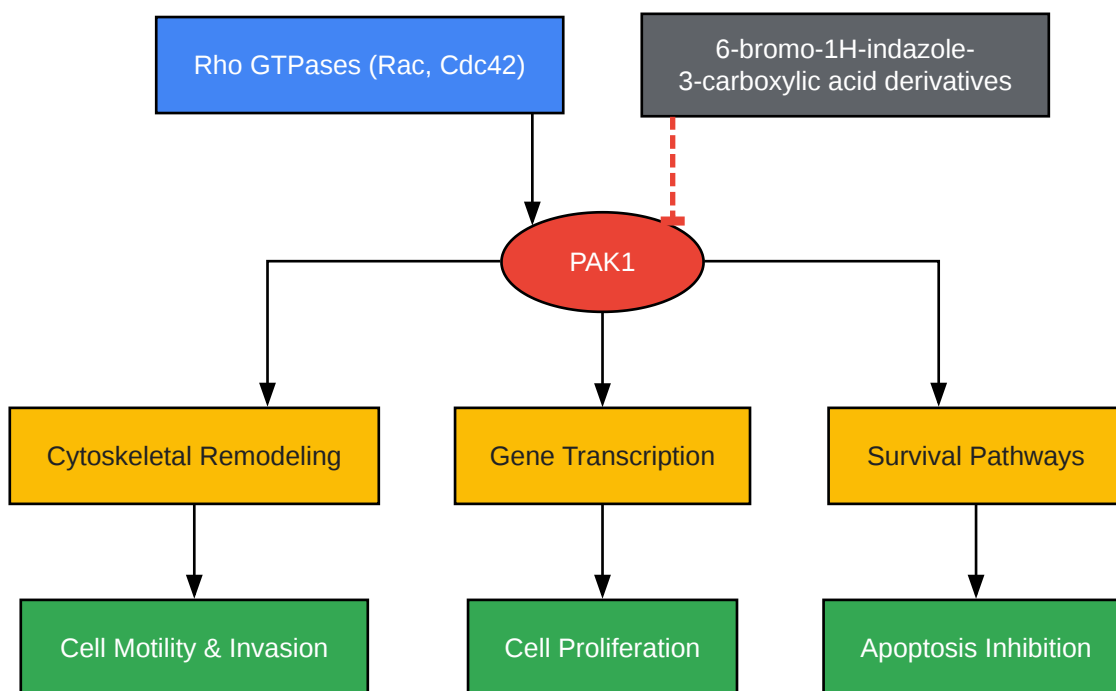 Rho GTPases (Rac, Cdc42)
6-bromo-1H-indazole-
3-carboxylic acid derivatives
PAK1
Cytoskeletal Remodeling
Gene Transcription
Survival Pathways
Cell Motility & Invasion
Cell Proliferation
Apoptosis Inhibition